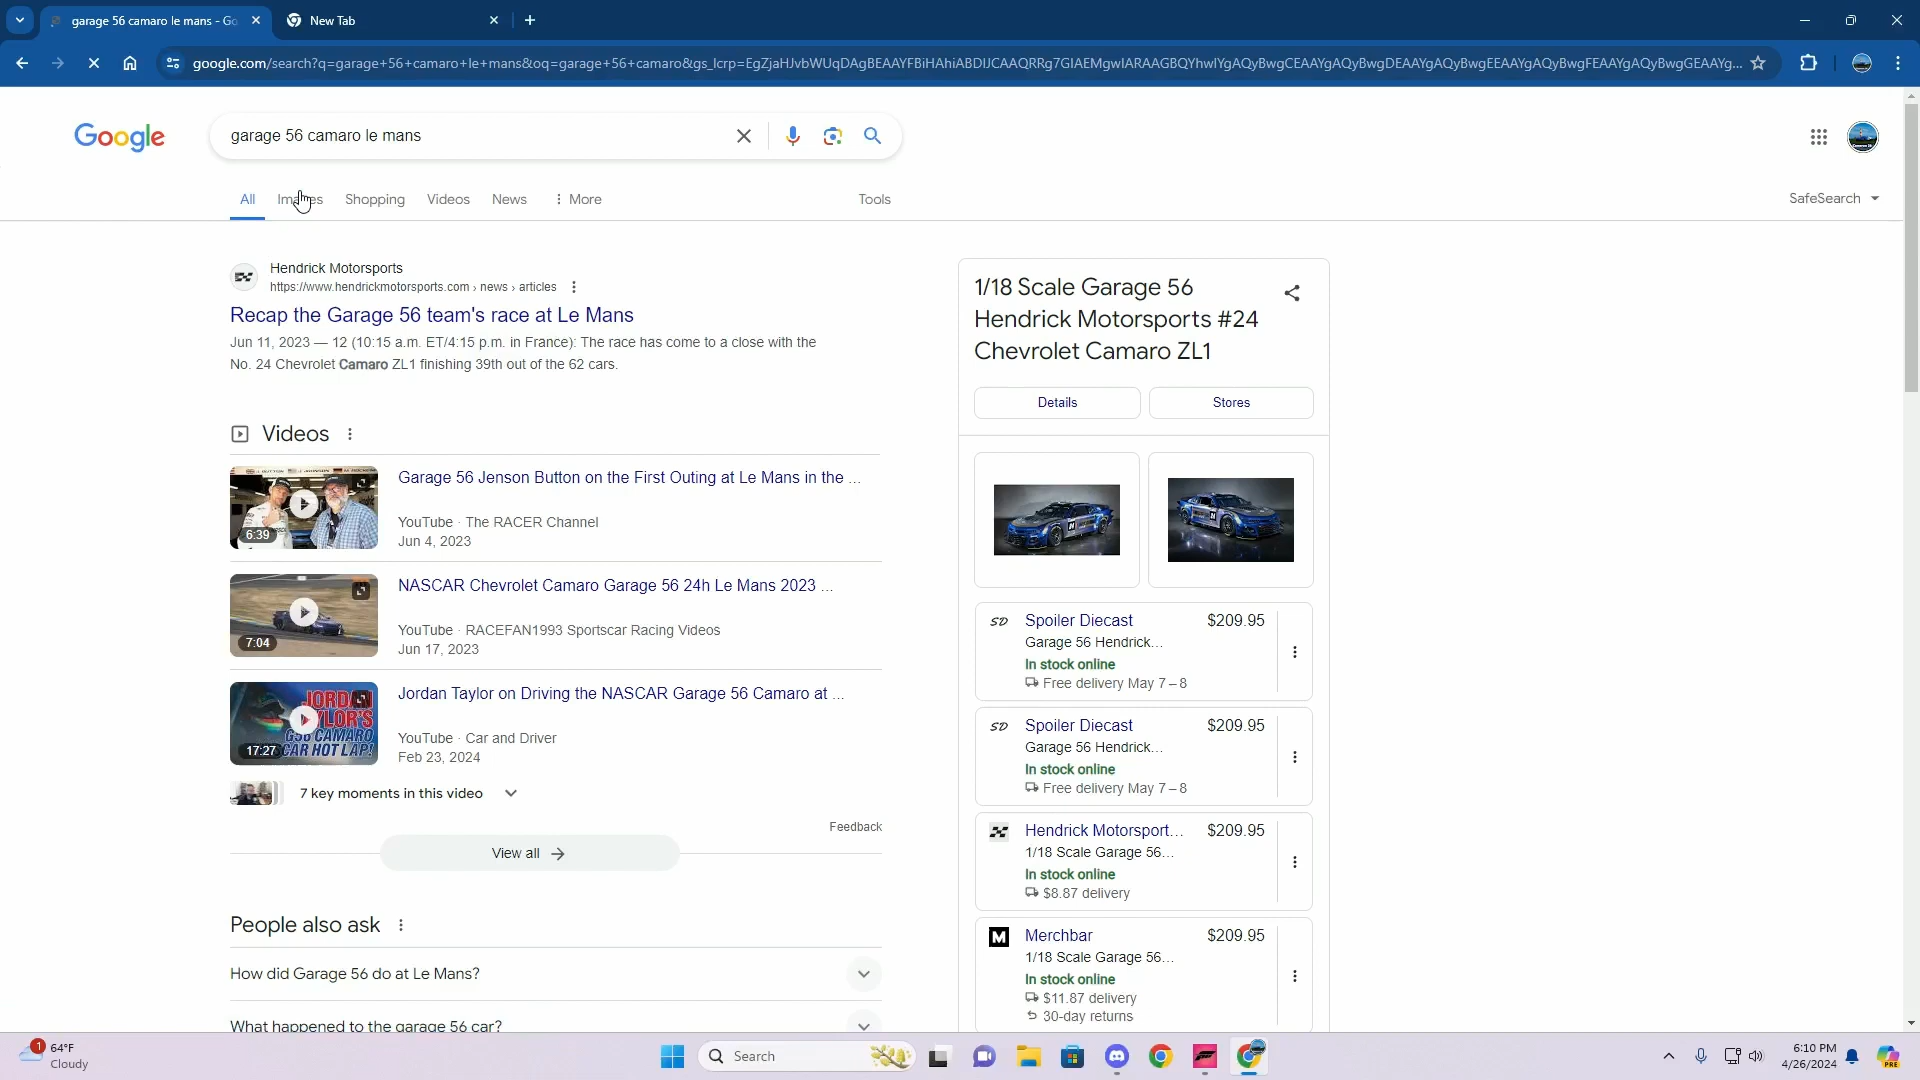 garage 56 camaro le mans - Go
New Tab
google.com/search?q=garage+56+camaro+le+mans&oq=garage+56+camaro&gs_lcrp=EgZjaHJvbWUqDAgBEAAYFBiHAhiABDIJCAAQRRg7GIAEMgwIARAAGBQYhwIYgAQyBwgCEAAYgAQyBwgDEAAYgAQyBwgEEAAYgAQyBwgFEAAYgAQyBwgGEAAYg...
Google
garage 56 camaro le mans
All Images Shopping Videos News More Tools
SafeSearch
Hendrick Motorsports
https://www.hendrickmotorsports.com › news › articles
Recap the Garage 56 team's race at Le Mans
Jun 11, 2023 — 12 (10:15 a.m. ET/4:15 p.m. in France): The race has come to a close with the
No. 24 Chevrolet Camaro ZL1 finishing 39th out of the 62 cars.
Videos
6:39
Garage 56 Jenson Button on the First Outing at Le Mans in the ...
YouTube · The RACER Channel
Jun 4, 2023
7:04
NASCAR Chevrolet Camaro Garage 56 24h Le Mans 2023 ...
YouTube · RACEFAN1993 Sportscar Racing Videos
Jun 17, 2023
17:27
Jordan Taylor on Driving the NASCAR Garage 56 Camaro at ...
YouTube · Car and Driver
Feb 23, 2024
7 key moments in this video
Feedback
View all
People also ask
How did Garage 56 do at Le Mans?
What happened to the garage 56 car?
1/18 Scale Garage 56
Hendrick Motorsports #24
Chevrolet Camaro ZL1
Details
Stores
SD Spoiler Diecast $209.95
Garage 56 Hendrick...
In stock online
Free delivery May 7 – 8
SD Spoiler Diecast $209.95
Garage 56 Hendrick...
In stock online
Free delivery May 7 – 8
Hendrick Motorsport... $209.95
1/18 Scale Garage 56...
In stock online
$8.87 delivery
M Merchbar $209.95
1/18 Scale Garage 56...
In stock online
$11.87 delivery
30-day returns
1
64°F
Cloudy
Search
6:10 PM
4/26/2024
PRE